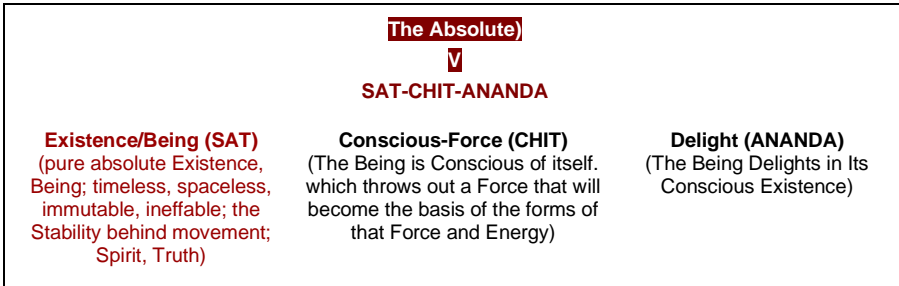 The Absolute)
V
SAT-CHIT-ANANDA
Existence/Being (SAT)
(pure absolute Existence,
Being; timeless, spaceless,
immutable, ineffable; the
Stability behind movement;
Spirit, Truth)
Conscious-Force (CHIT)
(The Being is Conscious of itself.
which throws out a Force that will
become the basis of the forms of
that Force and Energy)
Delight (ANANDA)
(The Being Delights in Its
Conscious Existence)